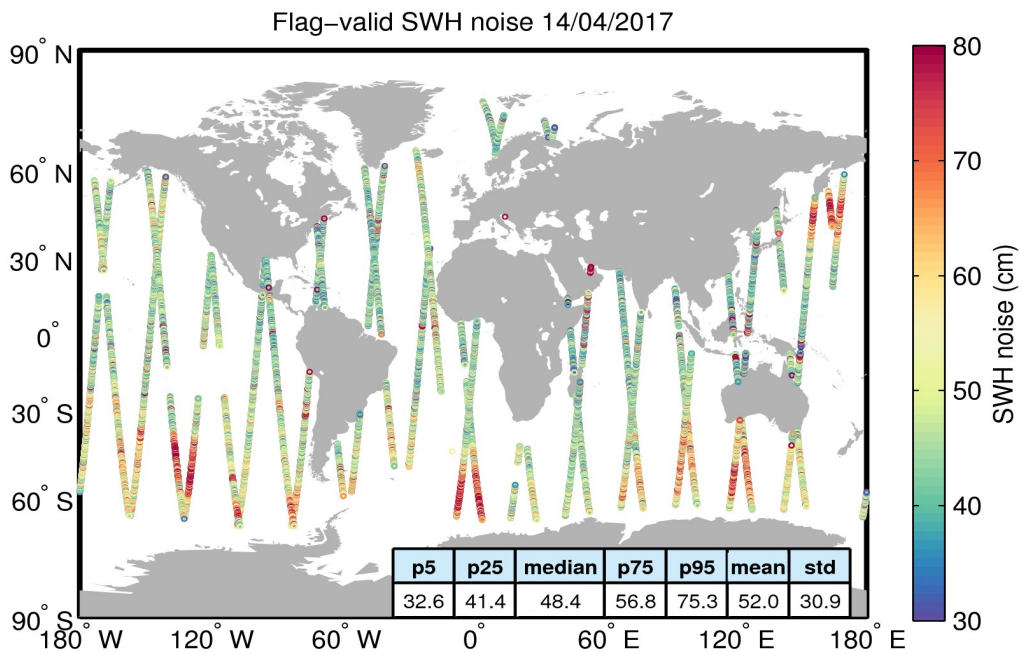 Flag−valid SWH noise 14/04/2017
90° N
60° N
30° N
0°
30° S
60° S
90° S
180° W
120° W
60° W
0°
60° E
120° E
180° E
80
70
60
50
40
30
SWH noise (cm)
p5 p25 median p75 p95 mean std
32.6 41.4 48.4 56.8 75.3 52.0 30.9